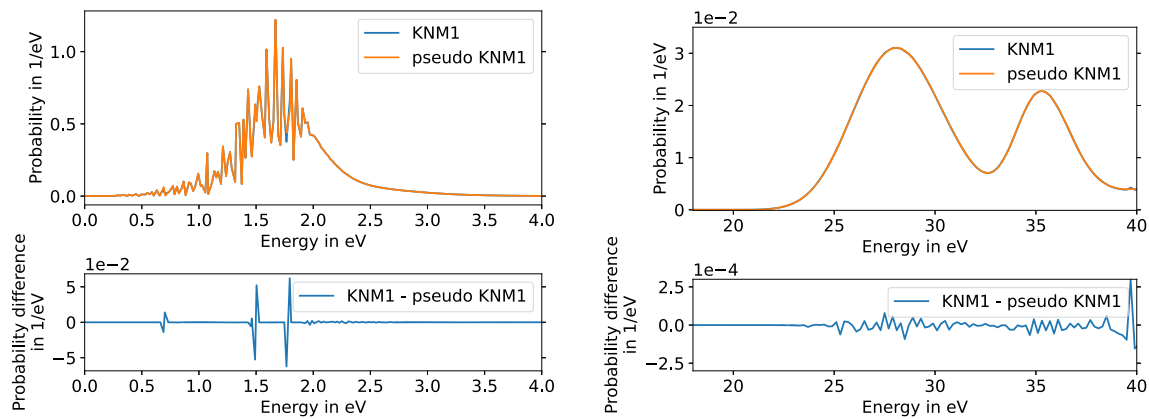 KNM1
pseudo KNM1
Probability in 1/eV
1.0
0.5
0.0
0.0 0.5 1.0 1.5 2.0 2.5 3.0 3.5 4.0
Energy in eV
1e−2
KNM1 - pseudo KNM1
Probability difference
in 1/eV
5
0
−5
0.0 0.5 1.0 1.5 2.0 2.5 3.0 3.5 4.0
Energy in eV
1e−2
KNM1
pseudo KNM1
Probability in 1/eV
3
2
1
0
20 25 30 35 40
Energy in eV
1e−4
KNM1 - pseudo KNM1
Probability difference
in 1/eV
2.5
0.0
−2.5
20 25 30 35 40
Energy in eV